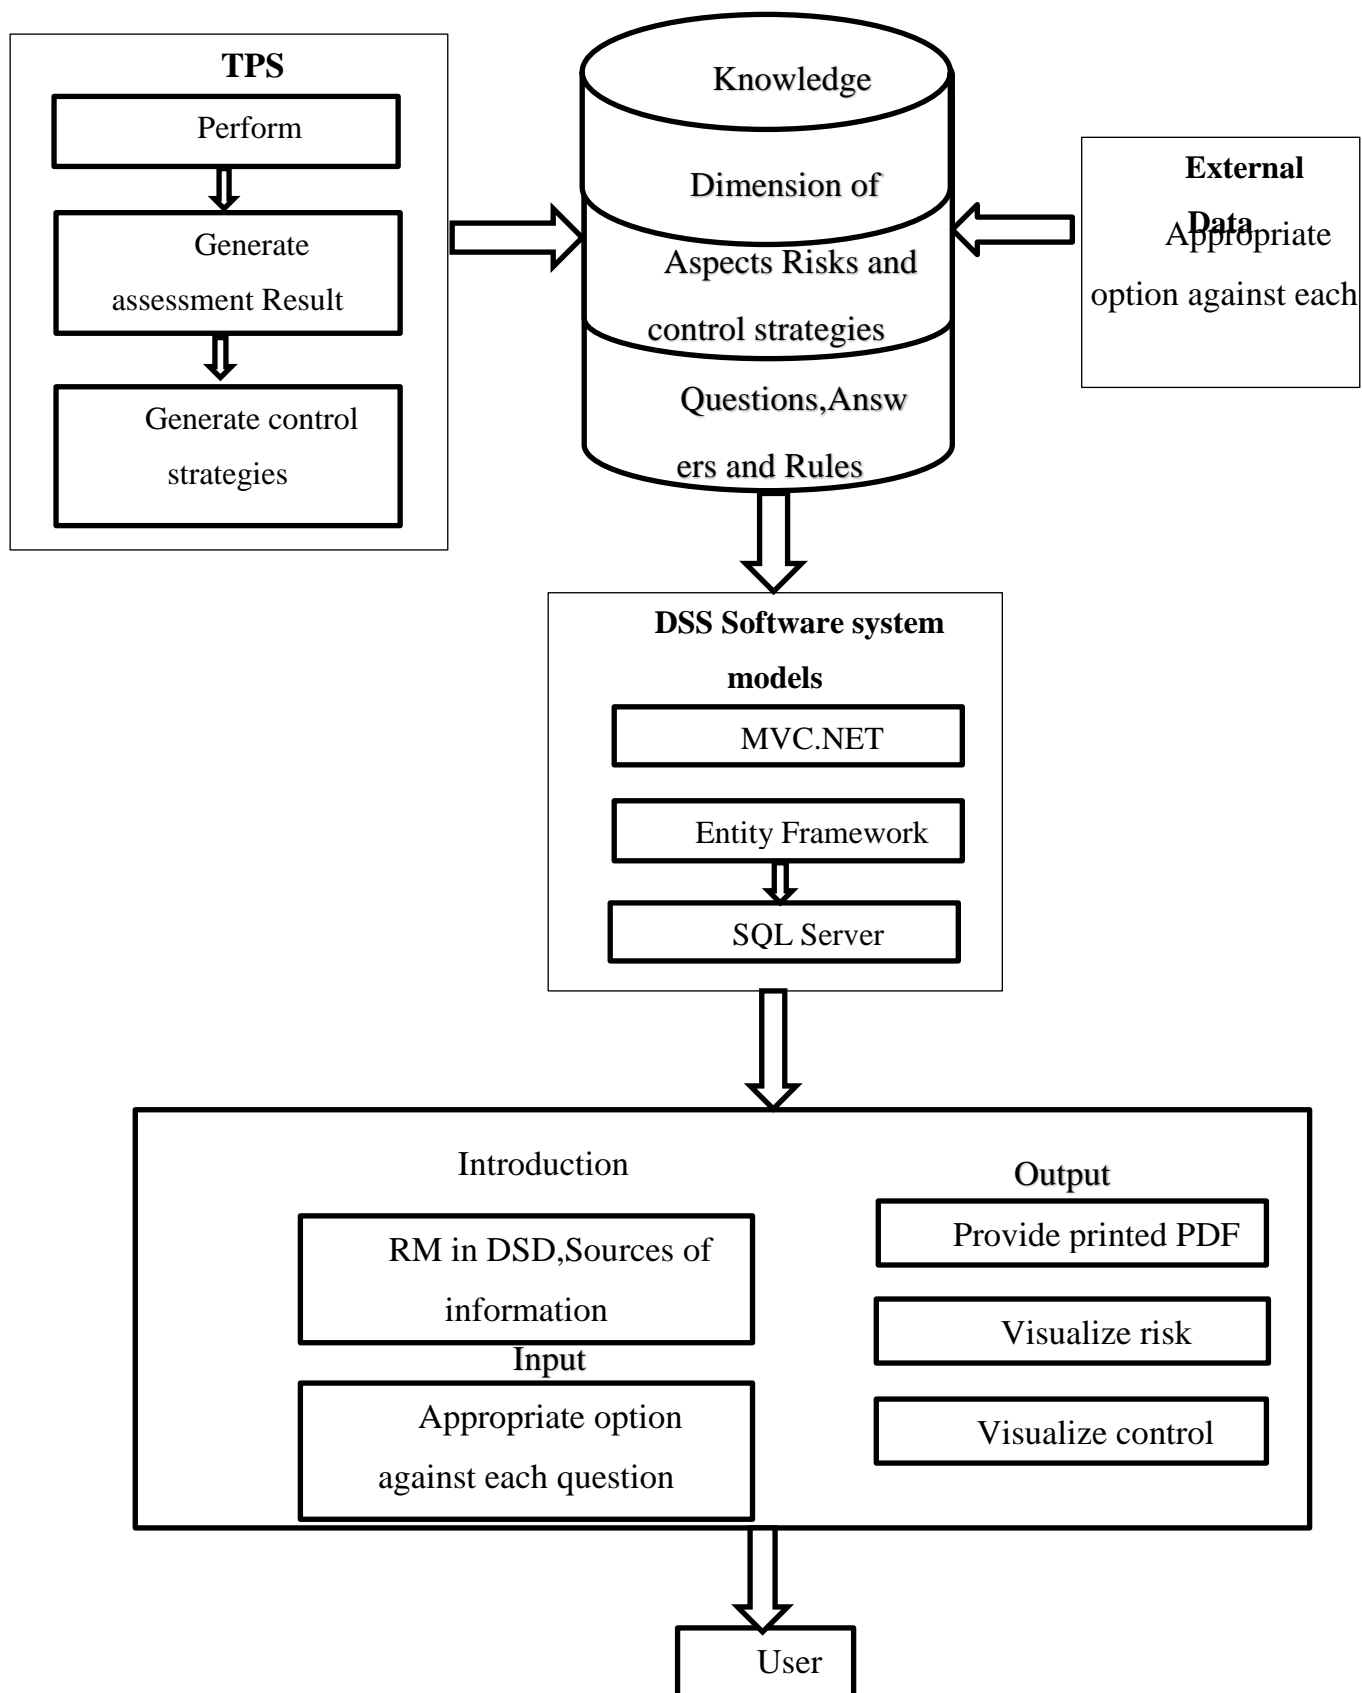 TPS
Perform
Generate
assessment Result
Generate control
strategies
Knowledge
Dimension of
Aspects Risks and
control strategies
Questions,Answ
ers and Rules
External
Data
Appropriate
option against each
DSS Software system
models
MVC.NET
Entity Framework
SQL Server
Introduction
RM in DSD,Sources of
information
Input
Appropriate option
against each question
Output
Provide printed PDF
Visualize risk
Visualize control
User